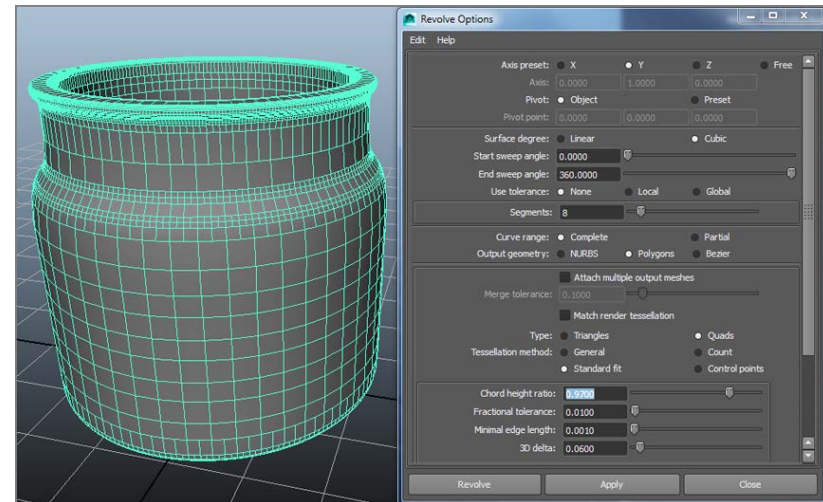 Revolve Options
Edit Help
Axis preset: X Y Z Free
Axis: 0.0000 1.0000 0.0000
Pivot: Object Preset
Pivot point: 0.0000 0.0000 0.0000
Surface degree: Linear Cubic
Start sweep angle: 0.0000
End sweep angle: 360.0000
Use tolerance: None Local Global
Segments: 8
Curve range: Complete Partial
Output geometry: NURBS Polygons Bezier
Attach multiple output meshes
Merge tolerance: 0.1000
Match render tessellation
Type: Triangles Quads
Tessellation method: General Count
Standard fit Control points
Chord height ratio: 0.9700
Fractional tolerance: 0.0100
Minimal edge length: 0.0010
3D delta: 0.0600
Revolve Apply Close